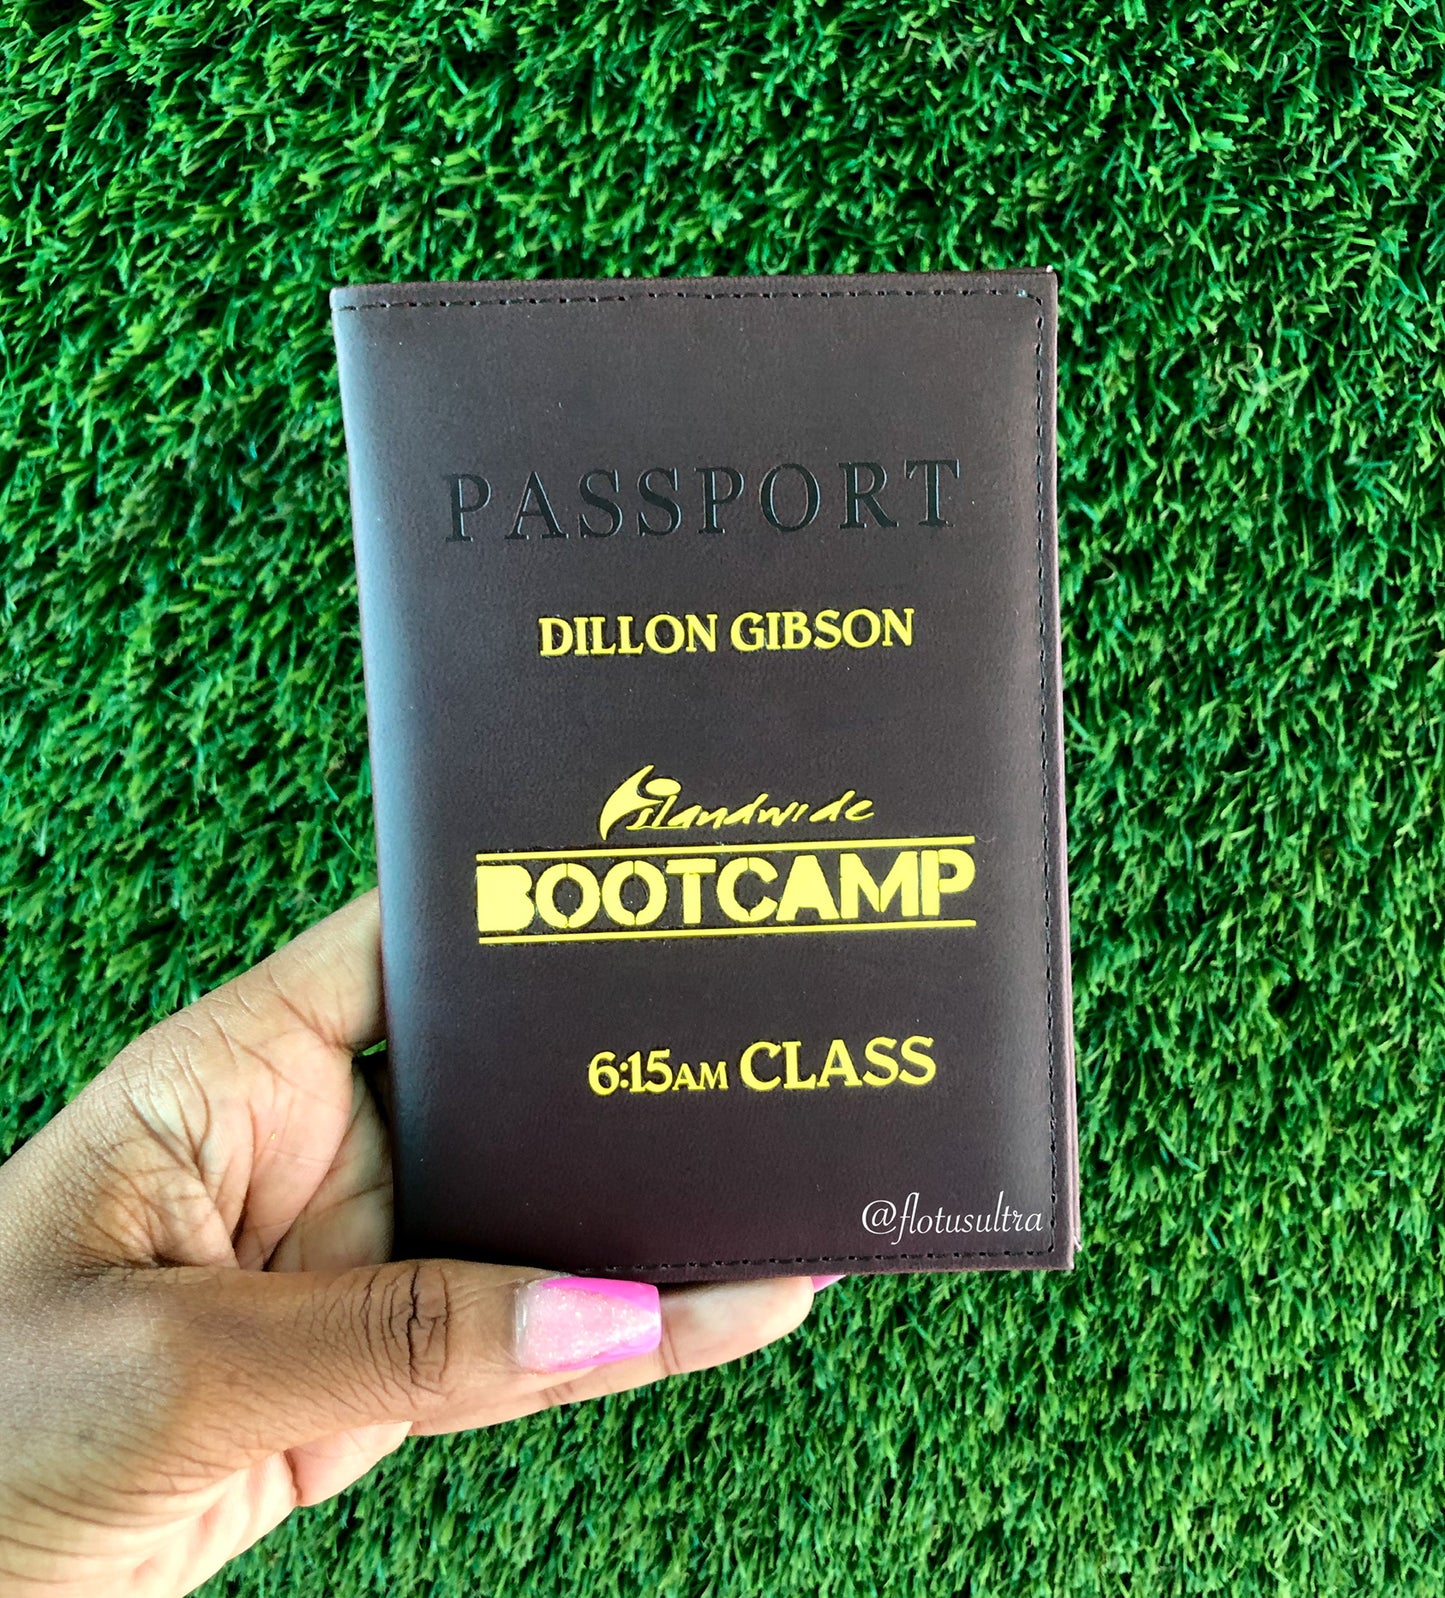 PASSPORT
DILLON GIBSON
islandwide
BOOTCAMP
6:15AM CLASS
@flotusultra